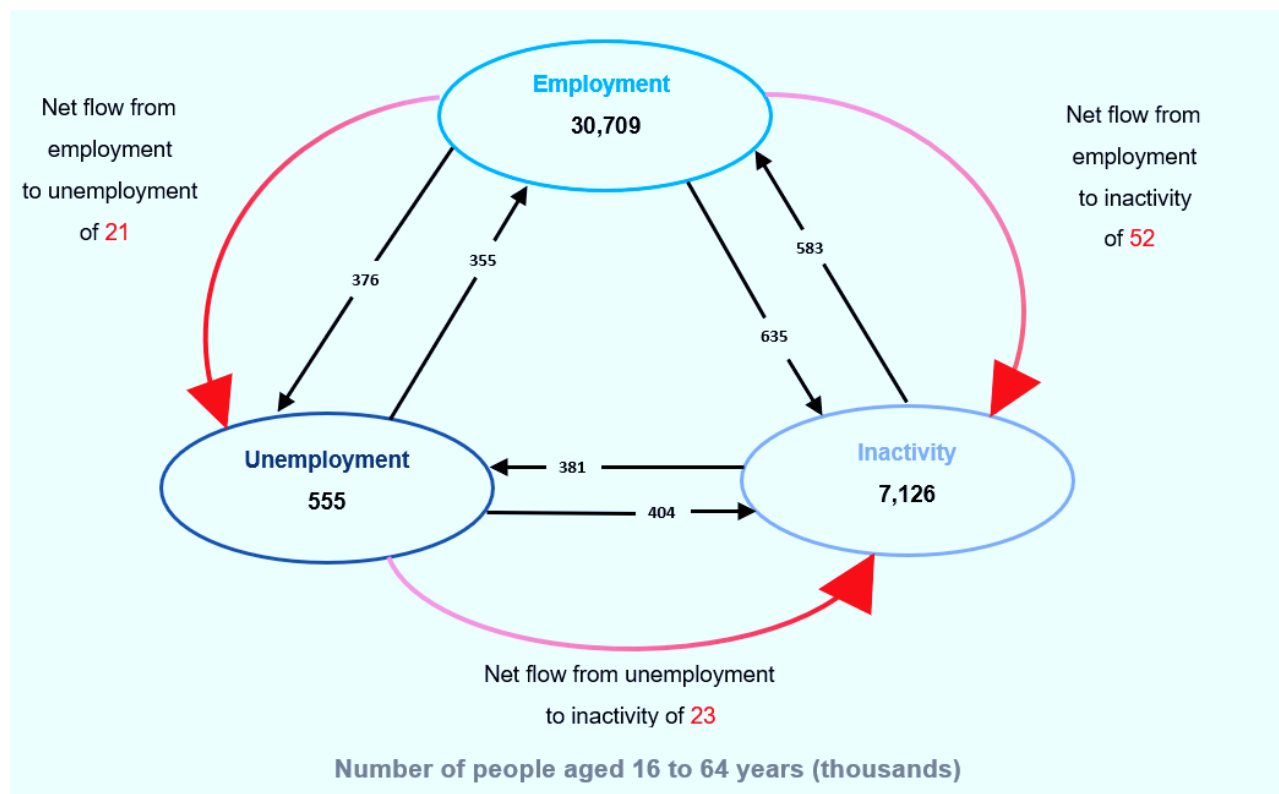 Employment
30,709
Net flow from
employment
to unemployment
of 21
Net flow from
employment
to inactivity
of 52
376
355
583
635
Unemployment
555
Inactivity
7,126
381
404
Net flow from unemployment
to inactivity of 23
Number of people aged 16 to 64 years (thousands)